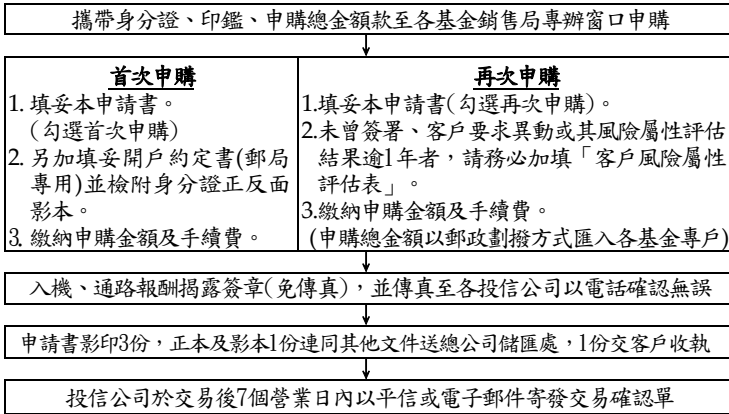 攜帶身分證、印鑑、申購總金額款至各基金銷售局專辦窗口申購
首次申購
1. 填妥本申請書。
(勾選首次申購)
2. 另加填妥開戶約定書(郵局
專用)並檢附身分證正反面
影本。
3. 繳納申購金額及手續費。
再次申購
1.填妥本申請書(勾選再次申購)。
2.未曾簽署、客戶要求異動或其風險屬性評估
結果逾1年者，請務必加填「客戶風險屬性
評估表」。
3.繳納申購金額及手續費。
(申購總金額以郵政劃撥方式匯入各基金專戶)
入機、通路報酬揭露簽章(免傳真)，並傳真至各投信公司以電話確認無誤
申請書影印3份，正本及影本1份連同其他文件送總公司儲匯處，1份交客戶收執
投信公司於交易後7個營業日內以平信或電子郵件寄發交易確認單